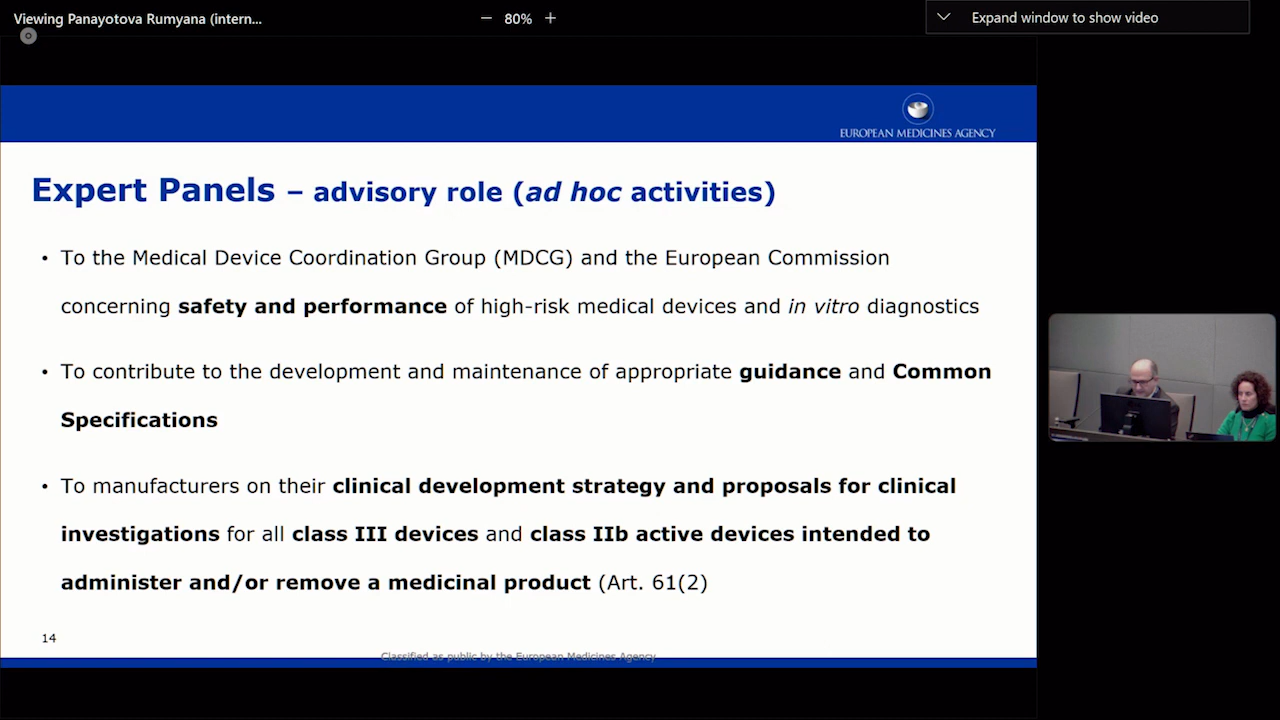 Viewing Panayotova Rumyana (intern...
80%
Expand window to show video
EUROPEAN MEDICINES AGENCY
Expert Panels – advisory role (ad hoc activities)
• To the Medical Device Coordination Group (MDCG) and the European Commission
concerning safety and performance of high-risk medical devices and in vitro diagnostics
• To contribute to the development and maintenance of appropriate guidance and Common
Specifications
• To manufacturers on their clinical development strategy and proposals for clinical
investigations for all class III devices and class IIb active devices intended to
administer and/or remove a medicinal product (Art. 61(2)
14
Classified as public by the European Medicines Agency